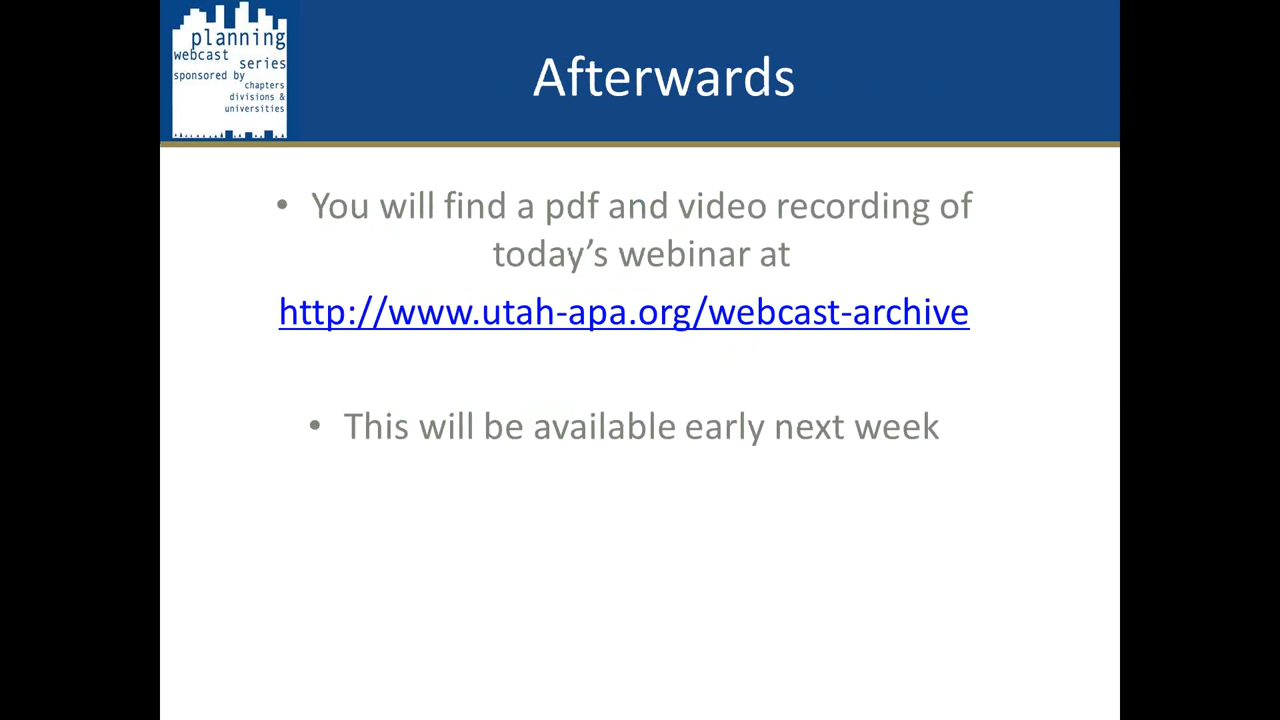 planning
webcast series
sponsored by
chapters
divisions &
universities
Afterwards
• You will find a pdf and video recording of
today’s webinar at
http://www.utah-apa.org/webcast-archive
• This will be available early next week